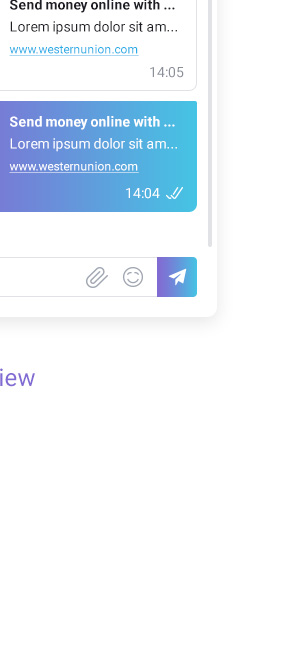 Send money online with ...
Lorem ipsum dolor sit am...
www.westernunion.com
14:05
Send money online with ...
Lorem ipsum dolor sit am...
www.westernunion.com
14:04
iew